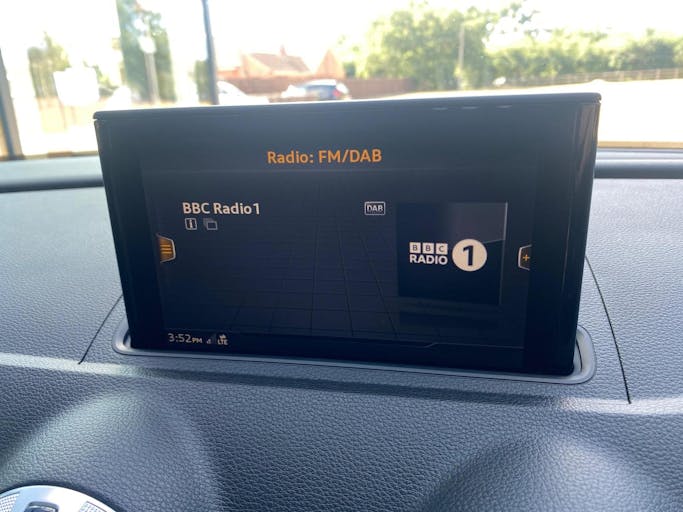 Radio: FM/DAB
BBC Radio1
DAB
i
BBC
RADIO 1
3:52PM LTE